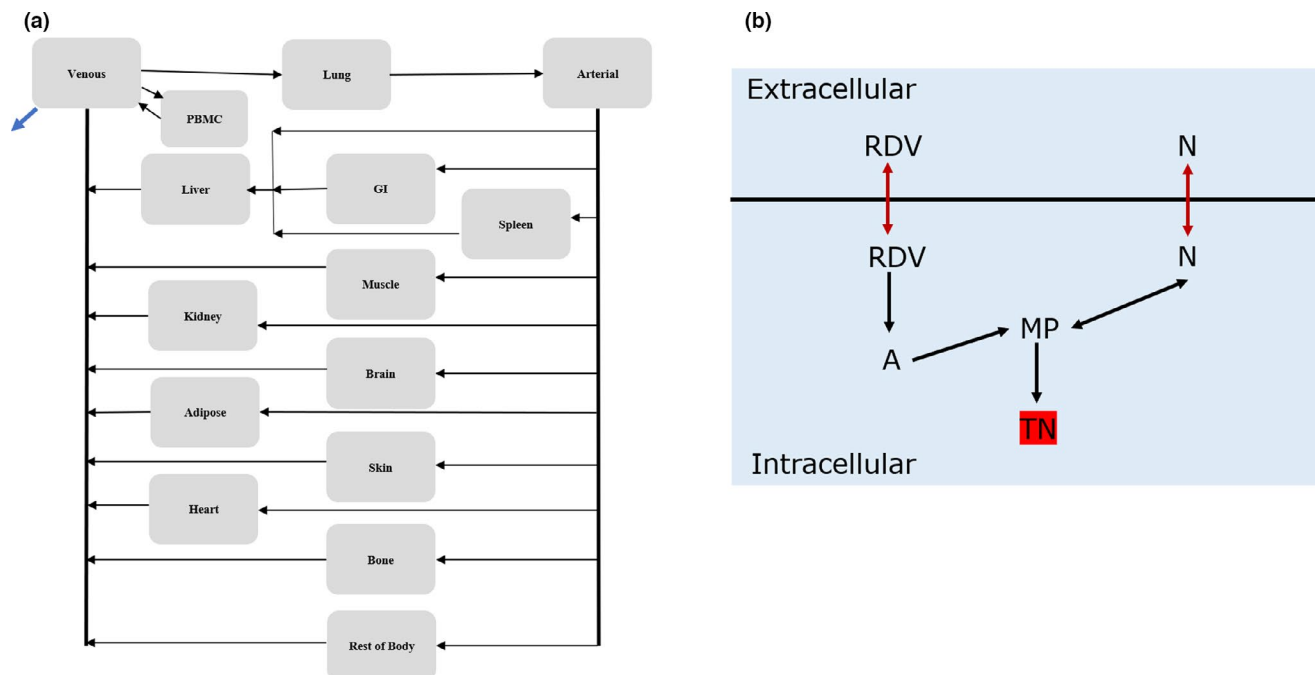 (a)
Venous
Lung
Arterial
PBMC
Liver
GI
Spleen
Muscle
Kidney
Brain
Adipose
Skin
Heart
Bone
Rest of Body
(b)
Extracellular
RDV
N
RDV
N
MP
A
TN
Intracellular